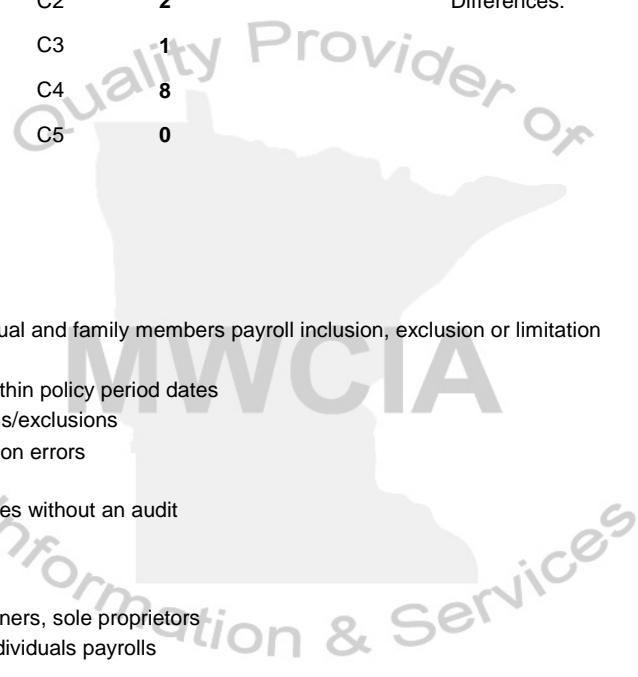 C2 2 Differences.
C3 1
C4 8
C5 0
Quality Provider of
ual and family members payroll inclusion, exclusion or limitation
MWCIA
thin policy period dates
s/exclusions
on errors
es without an audit
Information & Services
ners, sole proprietors
dividuals payrolls